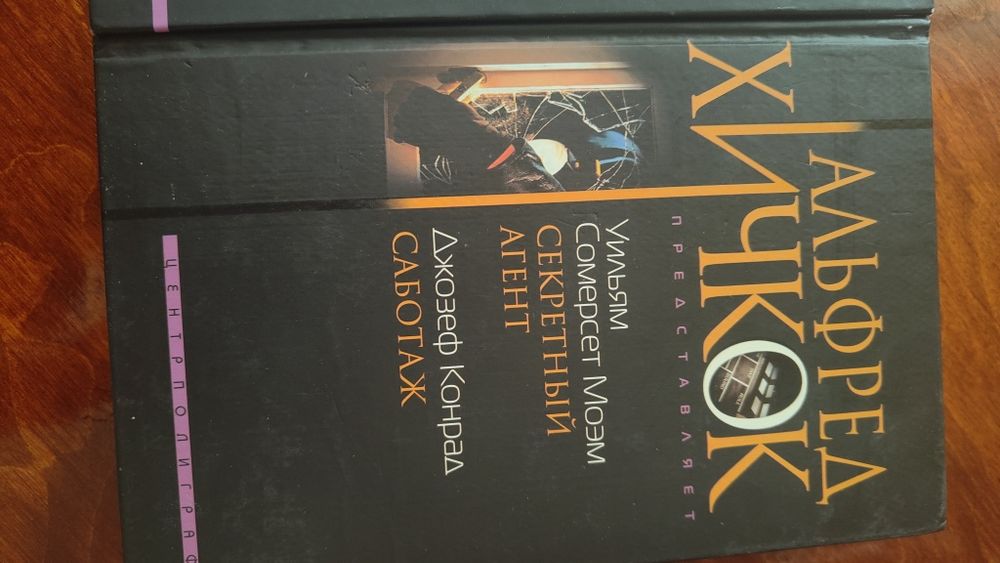 АЛЬФРЕД
ХИЧКОК
ПРЕДСТАВЛЯЕТ
Уильям
Сомерсет Моэм
СЕКРЕТНЫЙ
АГЕНТ
Джозеф Конрад
САБОТАЖ
ЦЕНТРПОЛИГРАФ